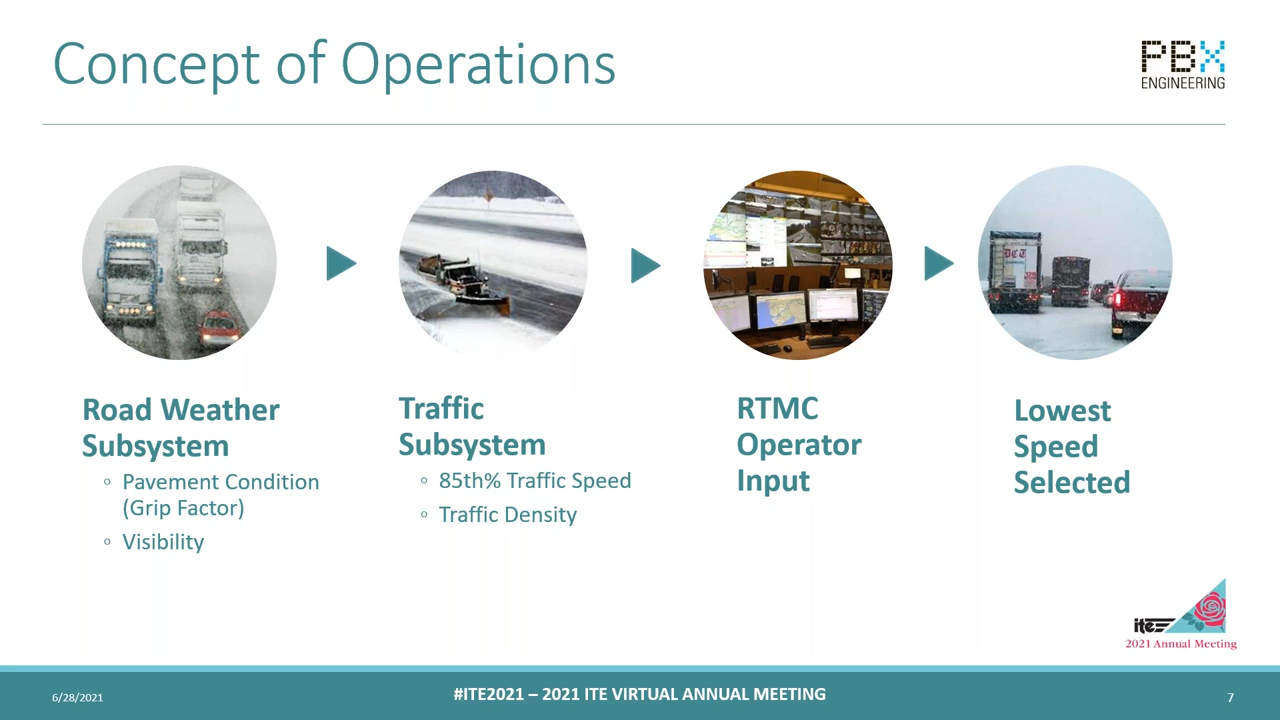 Concept of Operations
PBX
ENGINEERING
DCT
Road Weather
Subsystem
◦ Pavement Condition
(Grip Factor)
◦ Visibility
Traffic
Subsystem
◦ 85th% Traffic Speed
◦ Traffic Density
RTMC
Operator
Input
Lowest
Speed
Selected
ite
2021 Annual Meeting
6/28/2021
#ITE2021 – 2021 ITE VIRTUAL ANNUAL MEETING
7